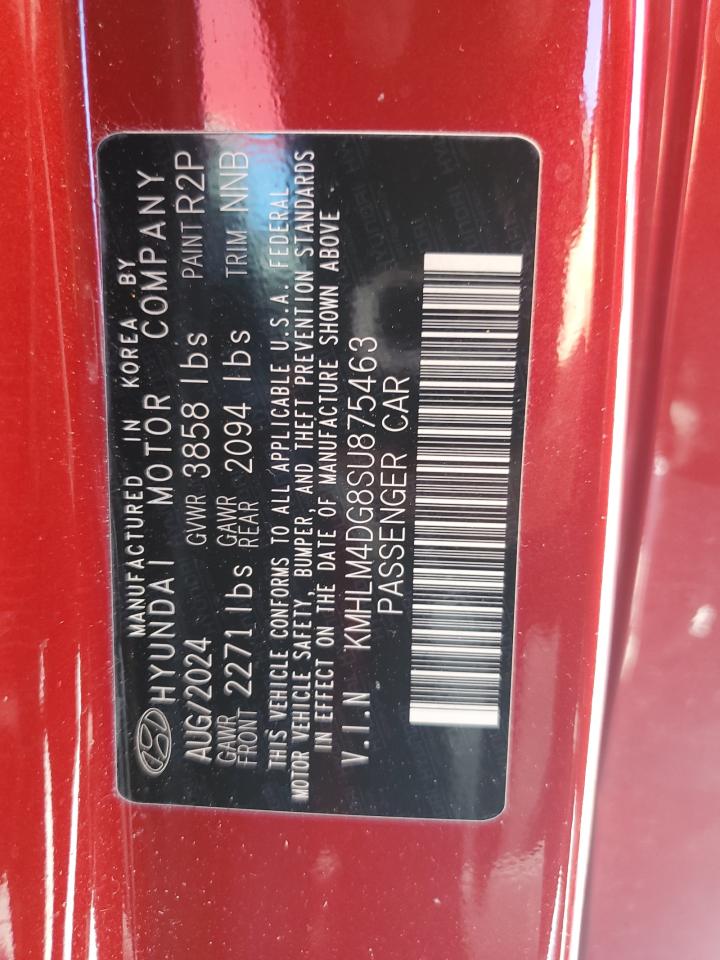 MANUFACTURED IN KOREA BY
HYUNDAI MOTOR COMPANY
AUG/2024 GVWR 3858 lbs PAINT R2P
GAWR FRONT 2271 lbs GAWR REAR 2094 lbs TRIM NNB
THIS VEHICLE CONFORMS TO ALL APPLICABLE U.S.A. FEDERAL
MOTOR VEHICLE SAFETY, BUMPER, AND THEFT PREVENTION STANDARDS
IN EFFECT ON THE DATE OF MANUFACTURE SHOWN ABOVE
V.I.N KMHLM4DG8SU875463
PASSENGER CAR